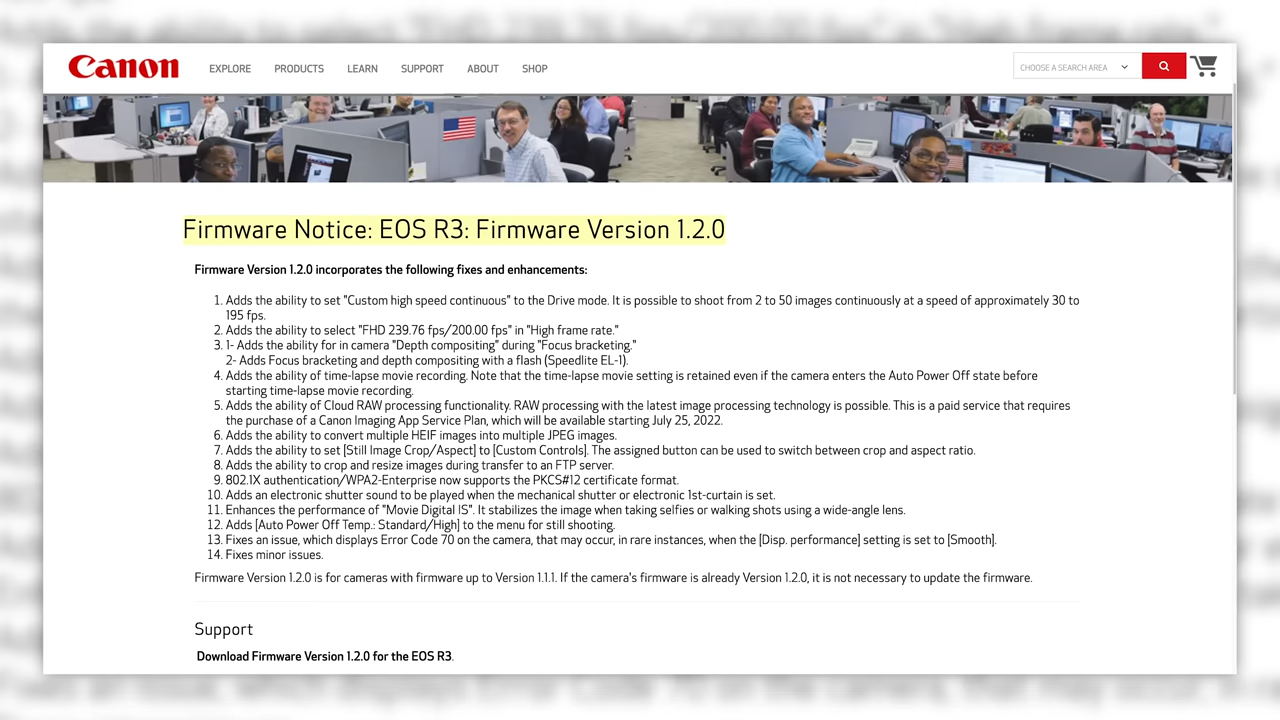 Canon
EXPLORE PRODUCTS LEARN SUPPORT ABOUT SHOP
CHOOSE A SEARCH AREA
Firmware Notice: EOS R3: Firmware Version 1.2.0
Firmware Version 1.2.0 incorporates the following fixes and enhancements:
1. Adds the ability to set "Custom high speed continuous" to the Drive mode. It is possible to shoot from 2 to 50 images continuously at a speed of approximately 30 to
195 fps.
2. Adds the ability to select "FHD 239.76 fps/200.00 fps" in "High frame rate."
3. 1- Adds the ability for in camera "Depth compositing" during "Focus bracketing."
2- Adds Focus bracketing and depth compositing with a flash (Speedlite EL-1).
4. Adds the ability of time-lapse movie recording. Note that the time-lapse movie setting is retained even if the camera enters the Auto Power Off state before
starting time-lapse movie recording.
5. Adds the ability of Cloud RAW processing functionality. RAW processing with the latest image processing technology is possible. This is a paid service that requires
the purchase of a Canon Imaging App Service Plan, which will be available starting July 25, 2022.
6. Adds the ability to convert multiple HEIF images into multiple JPEG images.
7. Adds the ability to set [Still Image Crop/Aspect] to [Custom Controls]. The assigned button can be used to switch between crop and aspect ratio.
8. Adds the ability to crop and resize images during transfer to an FTP server.
9. 802.1X authentication/WPA2-Enterprise now supports the PKCS#12 certificate format.
10. Adds an electronic shutter sound to be played when the mechanical shutter or electronic 1st-curtain is set.
11. Enhances the performance of "Movie Digital IS". It stabilizes the image when taking selfies or walking shots using a wide-angle lens.
12. Adds [Auto Power Off Temp.: Standard/High] to the menu for still shooting.
13. Fixes an issue, which displays Error Code 70 on the camera, that may occur, in rare instances, when the [Disp. performance] setting is set to [Smooth].
14. Fixes minor issues.
Firmware Version 1.2.0 is for cameras with firmware up to Version 1.1.1. If the camera's firmware is already Version 1.2.0, it is not necessary to update the firmware.
Support
Download Firmware Version 1.2.0 for the EOS R3.